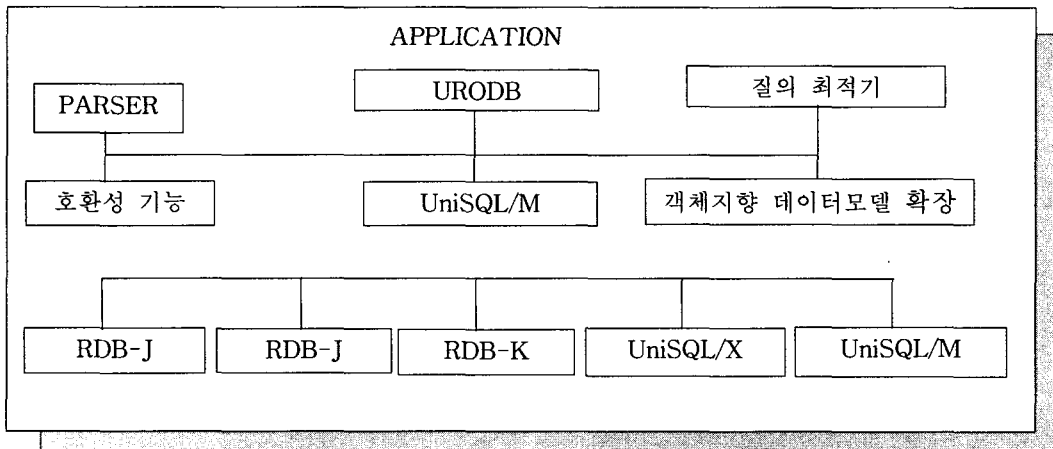 APPLICATION
PARSER
URODB
질의 최적기
호환성 기능
UniSQL/M
객체지향 데이터모델 확장
RDB-J
RDB-J
RDB-K
UniSQL/X
UniSQL/M